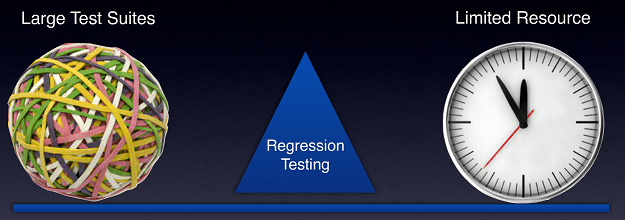 Large Test Suites
Limited Resource
Regression
Testing